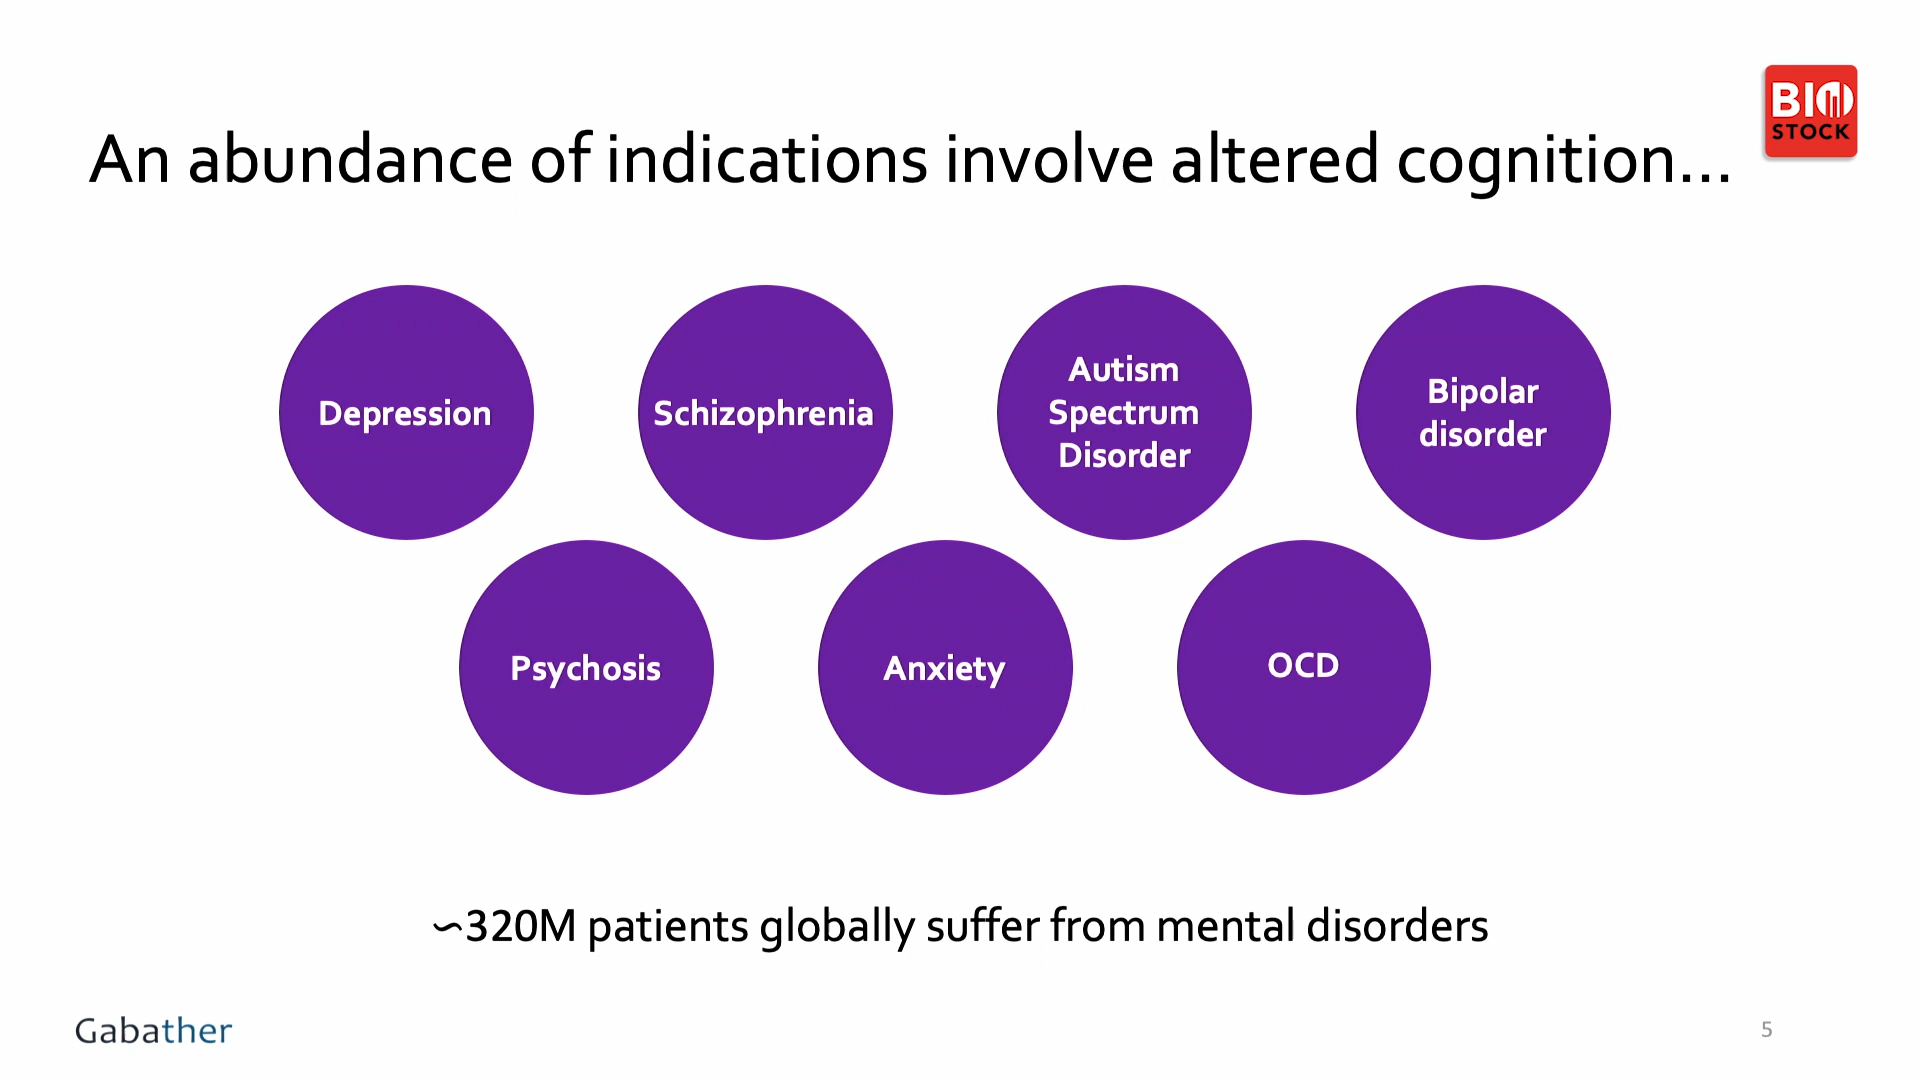 BIO
STOCK
An abundance of indications involve altered cognition...
Depression
Schizophrenia
Autism
Spectrum
Disorder
Bipolar
disorder
Psychosis
Anxiety
OCD
~320M patients globally suffer from mental disorders
Gabather
5